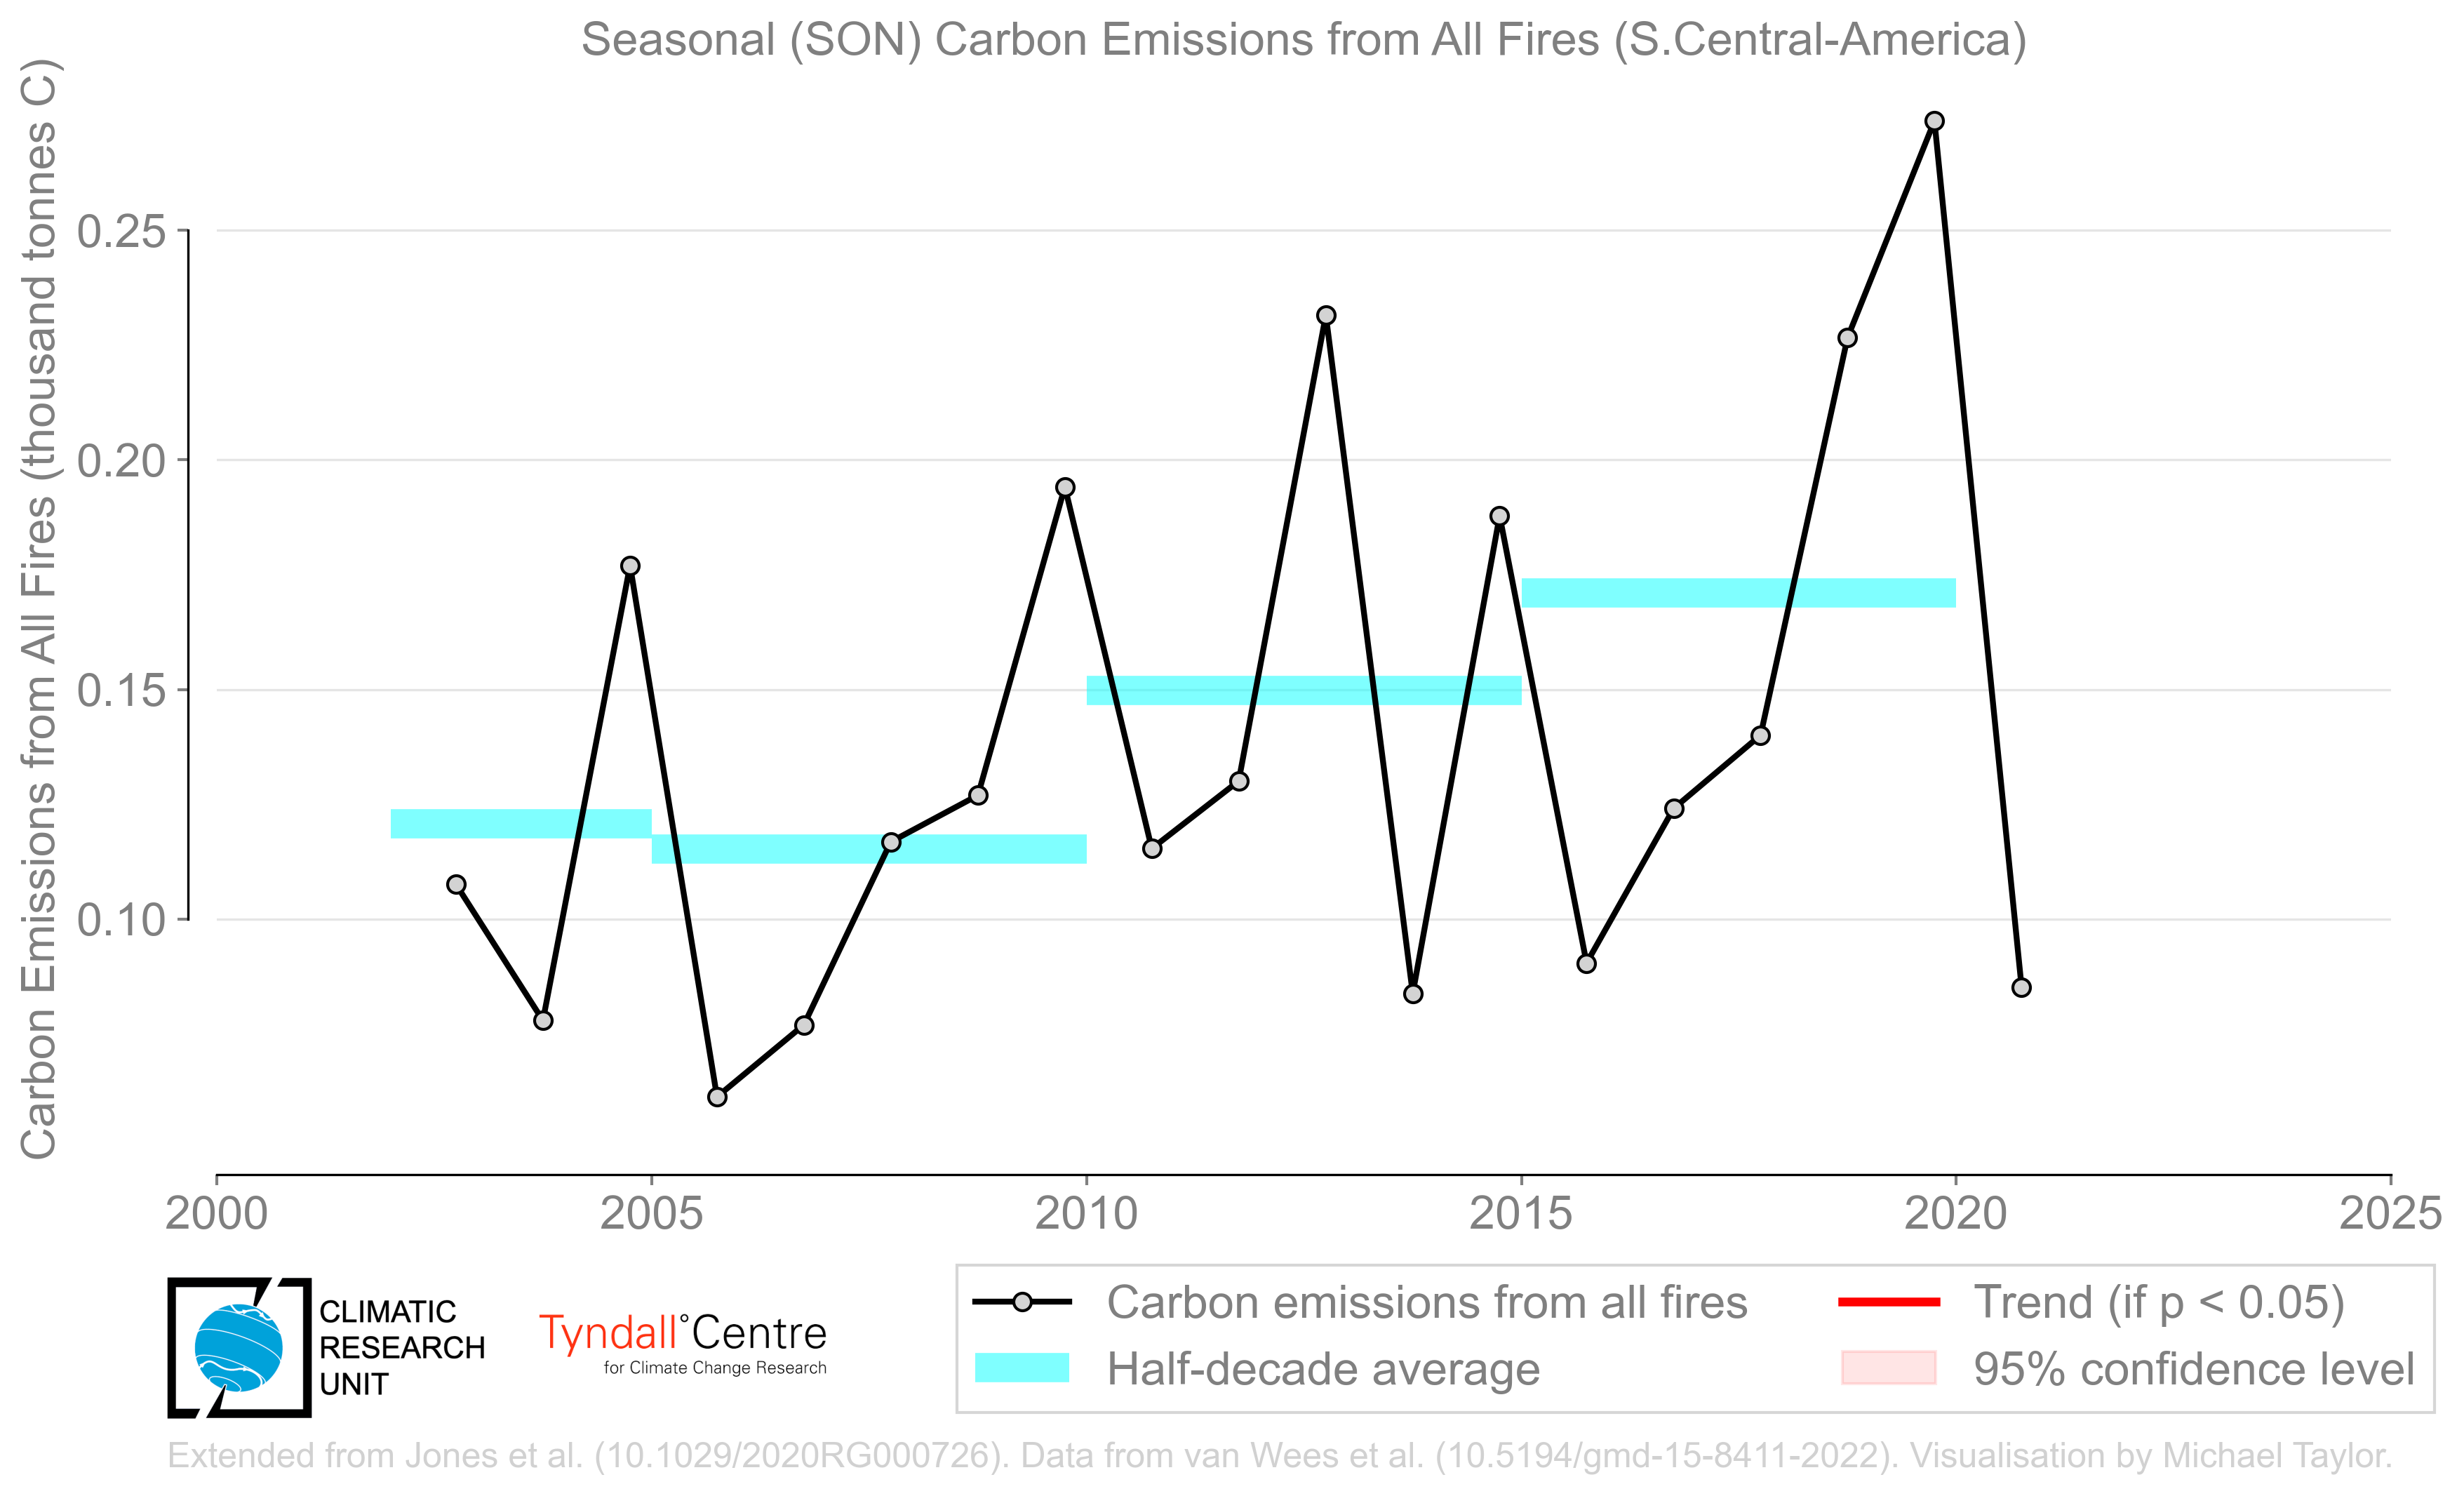 Seasonal (SON) Carbon Emissions from All Fires (S.Central-America)
Carbon Emissions from All Fires (thousand tonnes C)
0.25
0.20
0.15
0.10
2000 2005 2010 2015 2020 2025
CLIMATIC
RESEARCH
UNIT
Tyndall°Centre
for Climate Change Research
Carbon emissions from all fires
Half-decade average
Trend (if p < 0.05)
95% confidence level
Extended from Jones et al. (10.1029/2020RG000726). Data from van Wees et al. (10.5194/gmd-15-8411-2022). Visualisation by Michael Taylor.